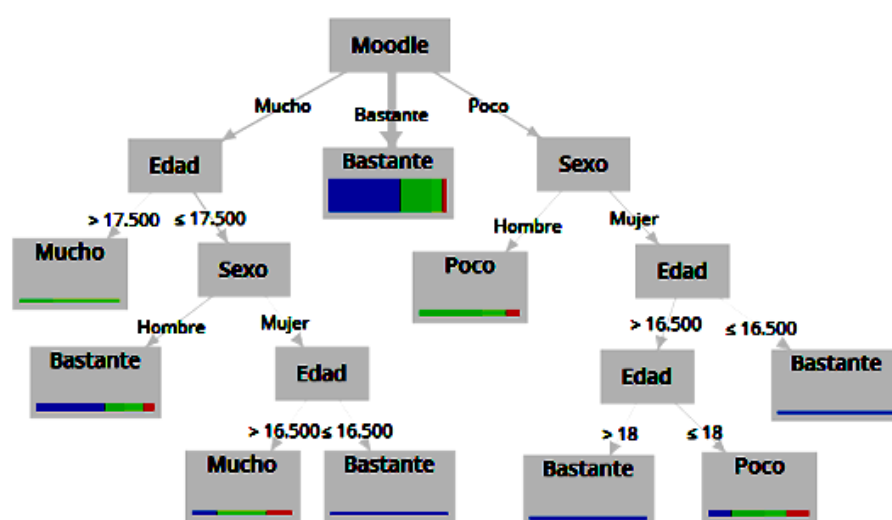 Moodle
Mucho
Bastante
Poco
Edad
Bastante
Sexo
> 17.500
≤ 17.500
Hombre
Mujer
Mucho
Sexo
Poco
Edad
Hombre
Mujer
> 16.500
≤ 16.500
Bastante
Edad
Edad
Bastante
> 16.500
≤ 16.500
> 18
≤ 18
Mucho
Bastante
Bastante
Poco